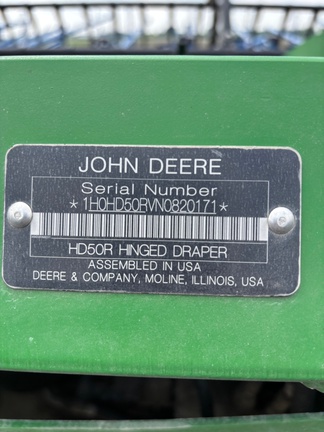 JOHN DEERE
Serial Number
*1H0HD50RVN0820171*
HD50R HINGED DRAPER
ASSEMBLED IN USA
DEERE & COMPANY, MOLINE, ILLINOIS, USA